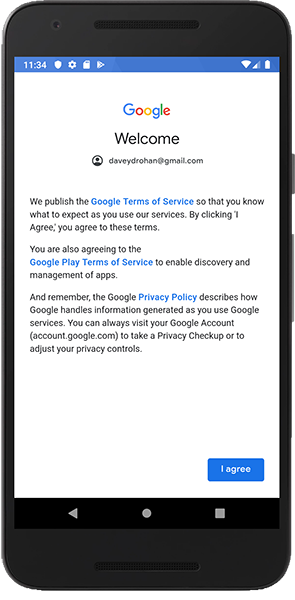 11:34
Google
Welcome
daveydrohan@gmail.com
We publish the Google Terms of Service so that you know
what to expect as you use our services. By clicking 'I
Agree,' you agree to these terms.
You are also agreeing to the
Google Play Terms of Service to enable discovery and
management of apps.
And remember, the Google Privacy Policy describes how
Google handles information generated as you use Google
services. You can always visit your Google Account
(account.google.com) to take a Privacy Checkup or to
adjust your privacy controls.
I agree